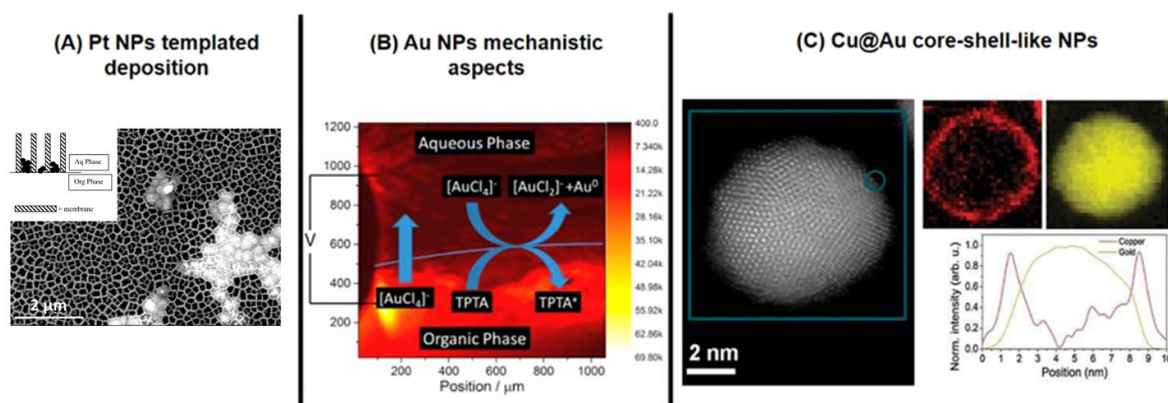 (A) Pt NPs templated
deposition
Aq Phase
Org Phase
= membrane
2 μm
(B) Au NPs mechanistic
aspects
1200
1000
800
600
400
200
V
Aqueous Phase
[AuCl4]⁻
[AuCl2]⁻ +Au⁰
[AuCl4]⁻
TPTA
TPTA⁺
Organic Phase
200
400
600
800
1000
Position / μm
400.0
7.340k
14.28k
21.22k
28.16k
35.10k
42.04k
48.98k
55.92k
62.86k
69.80k
(C) Cu@Au core-shell-like NPs
2 nm
Norm. intensity (arb. u.)
1.0
0.8
0.6
0.4
0.2
0.0
Copper
Gold
0 1 2 3 4 5 6 7 8 9 10
Position (nm)